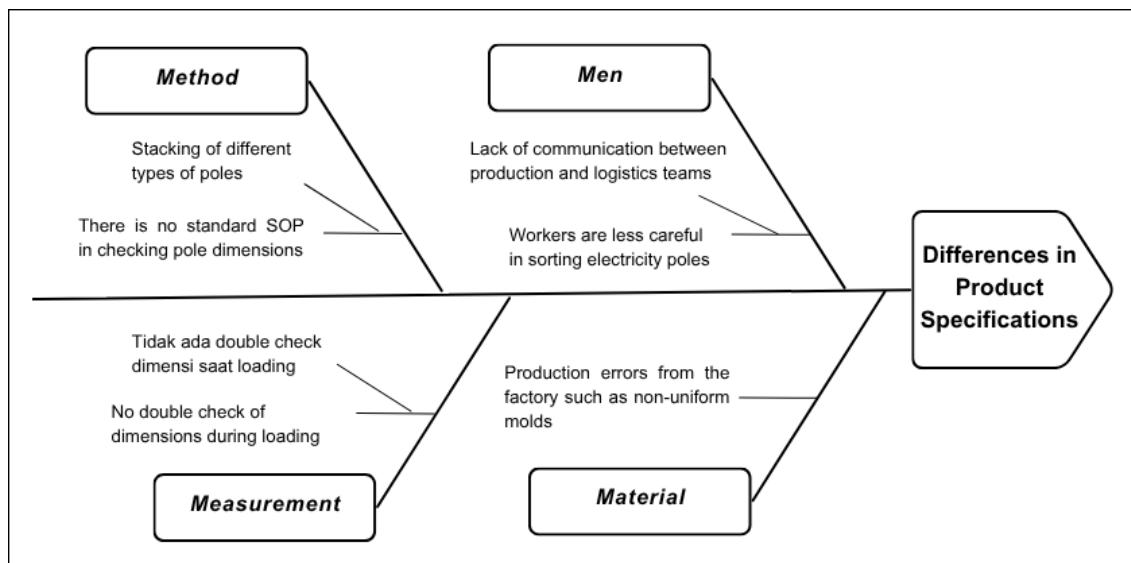 Method
Men
Stacking of different
types of poles
There is no standard SOP
in checking pole dimensions
Lack of communication between
production and logistics teams
Workers are less careful
in sorting electricity poles
Differences in
Product
Specifications
Tidak ada double check
dimensi saat loading
No double check of
dimensions during loading
Production errors from the
factory such as non-uniform
molds
Measurement
Material